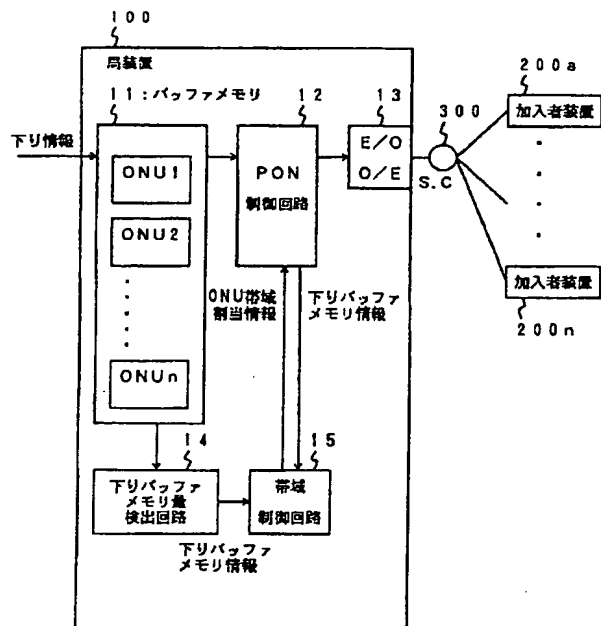 100
局装置
11:バッファメモリ
12
13
200a
300
加入者装置
下り情報
ONU1
ONU2
ONUn
PON
制御回路
E/O
O/E
S.C
加入者装置
200n
ONU帯域
割当情報
下りバッファ
メモリ情報
14
15
下りバッファ
メモリ量
検出回路
帯域
制御回路
下りバッファ
メモリ情報